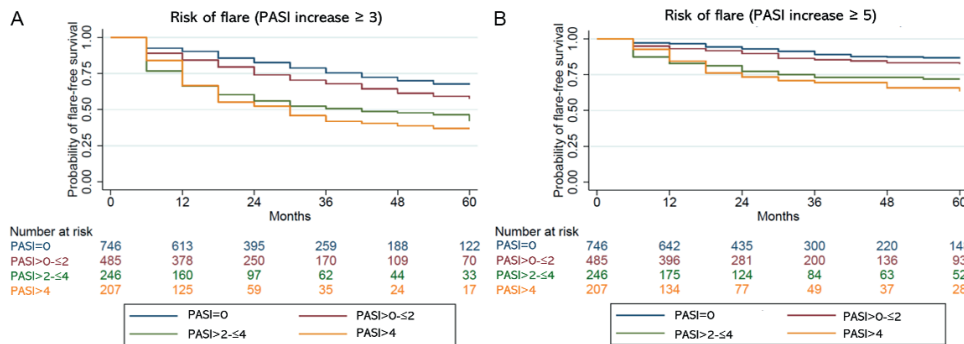 A
Risk of flare (PASI increase ≥ 3)
Probability of flare-free survival
1.00
0.75
0.50
0.25
0.00
0 12 24 36 48 60
Months
Number at risk
PASI=0 746 613 395 259 188 122
PASI>0-≤2 485 378 250 170 109 70
PASI>2-≤4 246 160 97 62 44 33
PASI>4 207 125 59 35 24 17
PASI=0 PASI>0-≤2
PASI>2-≤4 PASI>4
B
Risk of flare (PASI increase ≥ 5)
Probability of flare-free survival
1.00
0.75
0.50
0.25
0.00
0 12 24 36 48 60
Months
Number at risk
PASI=0 746 642 435 300 220
PASI>0-≤2 485 396 281 200 136 93
PASI>2-≤4 246 175 124 84 63 52
PASI>4 207 134 77 49 37 28
PASI=0 PASI>0-≤2
PASI>2-≤4 PASI>4